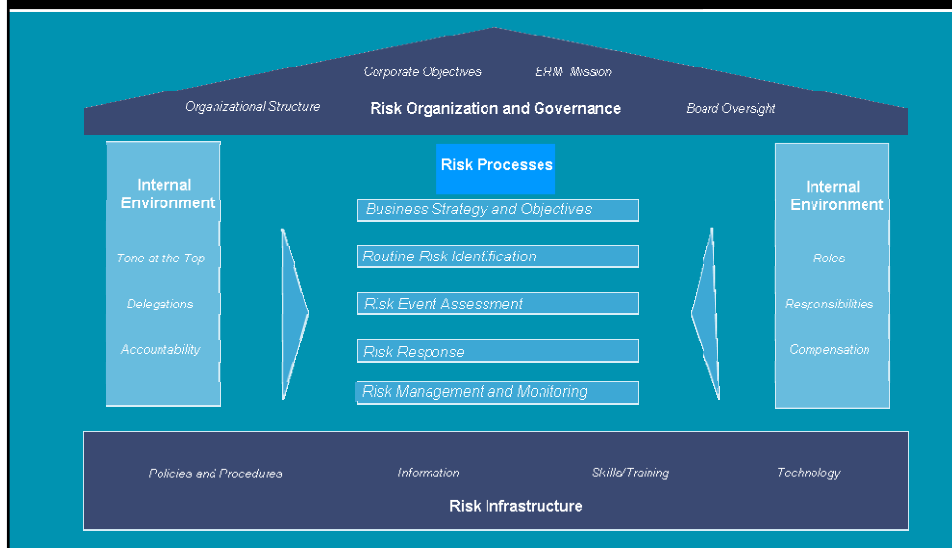 Corporate Objectives
ERM Mission
Organizational Structure
Risk Organization and Governance
Board Oversight
Internal
Environment
Tone at the Top
Delegations
Accountability
Risk Processes
Business Strategy and Objectives
Routine Risk Identification
Risk Event Assessment
Risk Response
Risk Management and Monitoring
Internal
Environment
Roles
Responsibilities
Compensation
Policies and Procedures
Information
Skills/Training
Technology
Risk Infrastructure